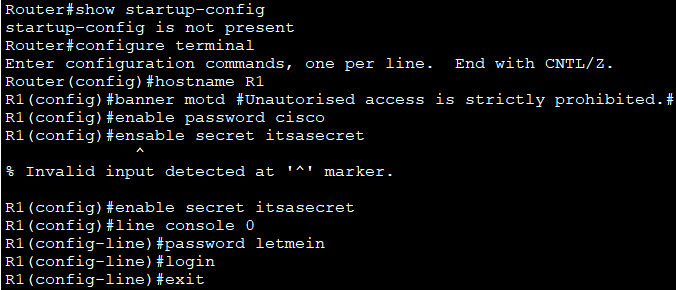 Router#show startup-config
startup-config is not present
Router#configure terminal
Enter configuration commands, one per line.  End with CNTL/Z.
Router(config)#hostname R1
R1(config)#banner motd #Unautorised access is strictly prohibited.#
R1(config)#enable password cisco
R1(config)#ensable secret itsasecret
             ^
% Invalid input detected at '^' marker.

R1(config)#enable secret itsasecret
R1(config)#line console 0
R1(config-line)#password letmein
R1(config-line)#login
R1(config-line)#exit